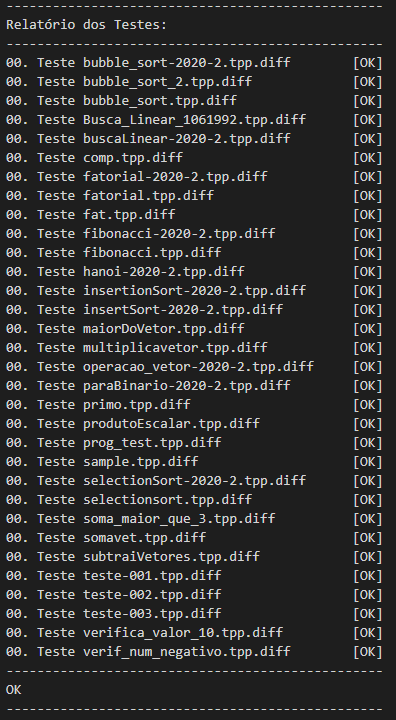 -------------------------------------------------
Relatório dos Testes:
-------------------------------------------------
00. Teste bubble_sort-2020-2.tpp.diff        [OK]
00. Teste bubble_sort_2.tpp.diff             [OK]
00. Teste bubble_sort.tpp.diff               [OK]
00. Teste Busca_Linear_1061992.tpp.diff      [OK]
00. Teste buscaLinear-2020-2.tpp.diff        [OK]
00. Teste comp.tpp.diff                      [OK]
00. Teste fatorial-2020-2.tpp.diff           [OK]
00. Teste fatorial.tpp.diff                  [OK]
00. Teste fat.tpp.diff                       [OK]
00. Teste fibonacci-2020-2.tpp.diff          [OK]
00. Teste fibonacci.tpp.diff                 [OK]
00. Teste hanoi-2020-2.tpp.diff              [OK]
00. Teste insertionSort-2020-2.tpp.diff      [OK]
00. Teste insertSort-2020-2.tpp.diff         [OK]
00. Teste maiorDoVetor.tpp.diff              [OK]
00. Teste multiplicavetor.tpp.diff           [OK]
00. Teste operacao_vetor-2020-2.tpp.diff     [OK]
00. Teste paraBinario-2020-2.tpp.diff        [OK]
00. Teste primo.tpp.diff                     [OK]
00. Teste produtoEscalar.tpp.diff            [OK]
00. Teste prog_test.tpp.diff                 [OK]
00. Teste sample.tpp.diff                    [OK]
00. Teste selectionSort-2020-2.tpp.diff      [OK]
00. Teste selectionsort.tpp.diff             [OK]
00. Teste soma_maior_que_3.tpp.diff          [OK]
00. Teste somavet.tpp.diff                   [OK]
00. Teste subtraiVetores.tpp.diff            [OK]
00. Teste teste-001.tpp.diff                 [OK]
00. Teste teste-002.tpp.diff                 [OK]
00. Teste teste-003.tpp.diff                 [OK]
00. Teste verifica_valor_10.tpp.diff         [OK]
00. Teste verif_num_negativo.tpp.diff        [OK]
-------------------------------------------------
OK
-------------------------------------------------